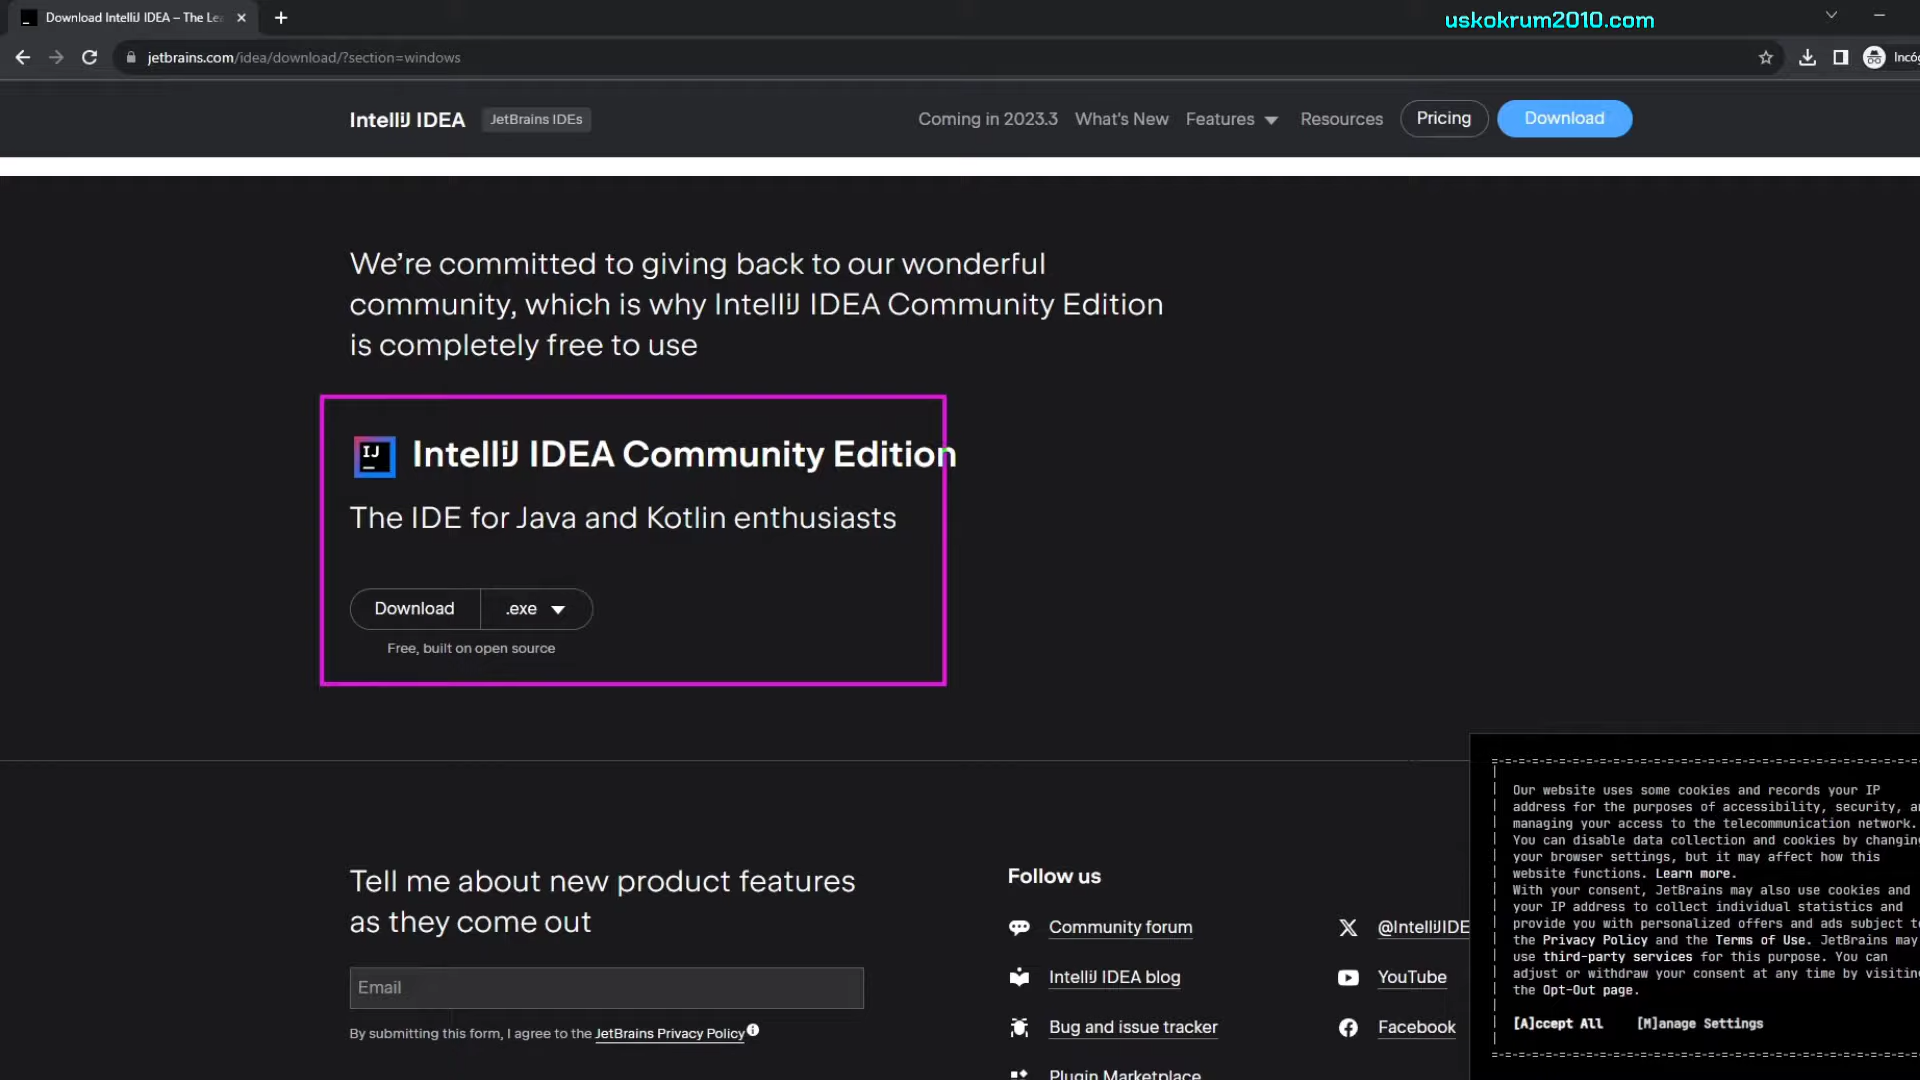 Download IntelliJ IDEA – The Le
uskokrum2010.com
jetbrains.com/idea/download/?section=windows
Incóg
IntelliJ IDEA
JetBrains IDEs
Coming in 2023.3
What's New
Features
Resources
Pricing
Download
We're committed to giving back to our wonderful
community, which is why IntelliJ IDEA Community Edition
is completely free to use
IJ
IntelliJ IDEA Community Edition
The IDE for Java and Kotlin enthusiasts
Download
.exe
Free, built on open source
Tell me about new product features
as they come out
Email
By submitting this form, I agree to the JetBrains Privacy Policy
Follow us
Community forum
IntelliJ IDEA blog
Bug and issue tracker
Plugin Marketplace
@IntelliJIDE
YouTube
Facebook
Our website uses some cookies and records your IP
address for the purposes of accessibility, security, an
managing your access to the telecommunication network.
You can disable data collection and cookies by changing
your browser settings, but it may affect how this
website functions. Learn more.
With your consent, JetBrains may also use cookies and
your IP address to collect individual statistics and
provide you with personalized offers and ads subject to
the Privacy Policy and the Terms of Use. JetBrains may
use third-party services for this purpose. You can
adjust or withdraw your consent at any time by visiting
the Opt-Out page.
[A]ccept All
[M]anage Settings